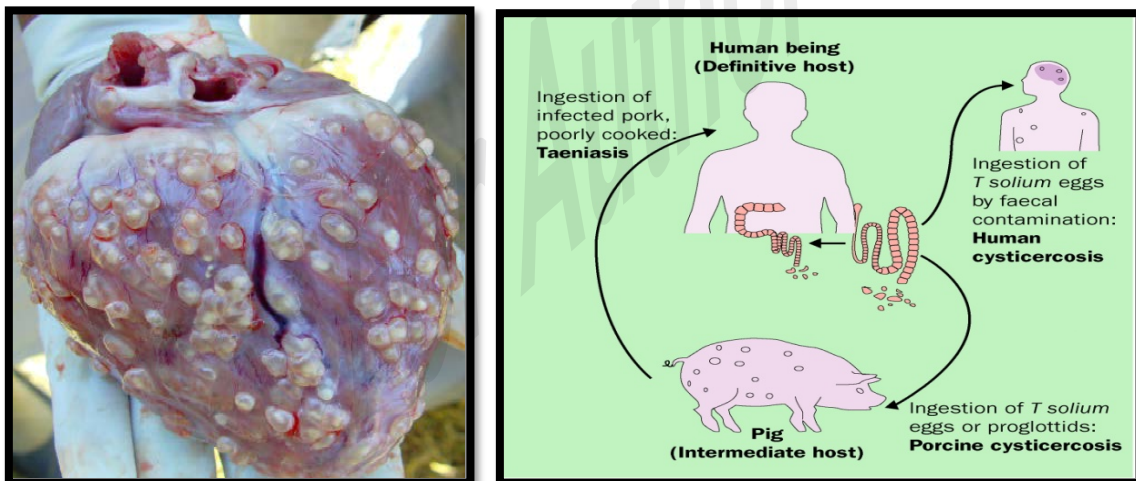 Human being
(Definitive host)
Ingestion of
infected pork,
poorly cooked:
Taeniasis
Ingestion of
T solium eggs
by faecal
contamination:
Human
cysticercosis
Pig
(Intermediate host)
Ingestion of T solium
eggs or proglottids:
Porcine cysticercosis
Author